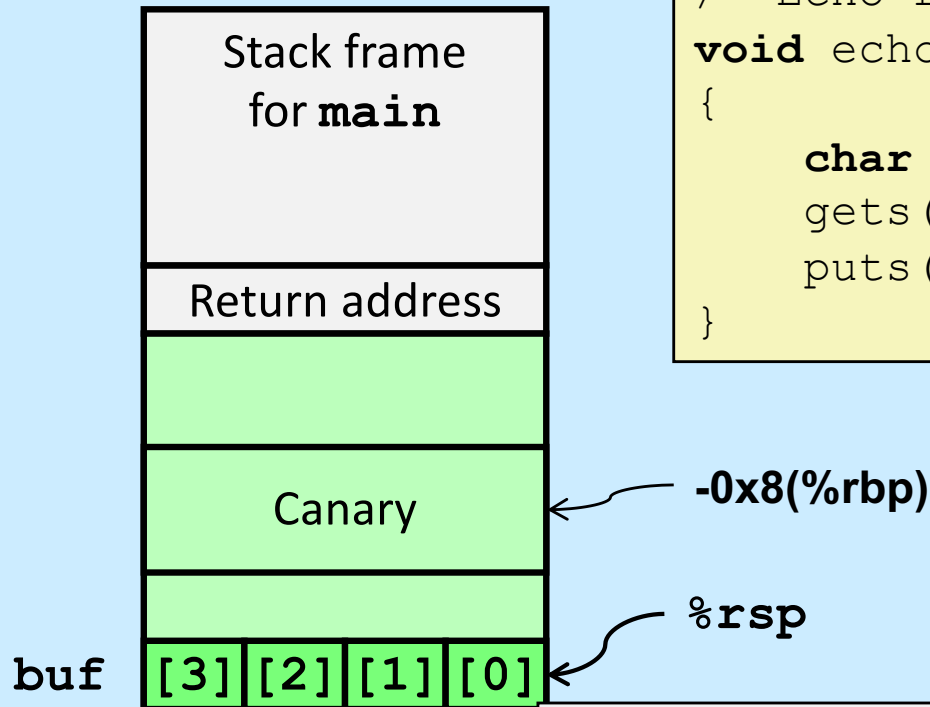 Stack frame
for main
Return address
Canary
buf [3] [2] [1] [0]
void echo
{
char
gets(
puts(
}
-0x8(%rbp)
%rsp